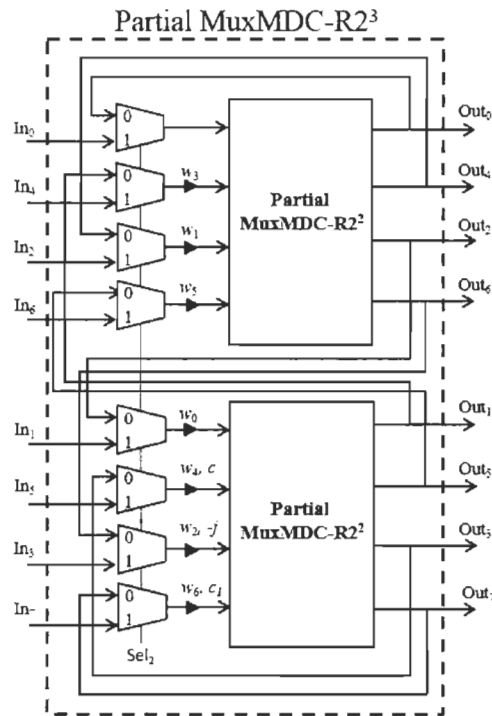 Partial MuxMDC-R2³
In₀
0
1
Out₀
In₄
0
1
w₃
Out₄
Partial
MuxMDC-R2²
In₂
0
1
w₁
Out₂
In₆
0
1
w₅
Out₆
In₁
0
1
w₀
Out₁
In₅
0
1
w₄, c
Out₅
Partial
MuxMDC-R2²
In₃
0
1
w₂, -j
Out₃
0
1
w₆, c₁
Sel₂